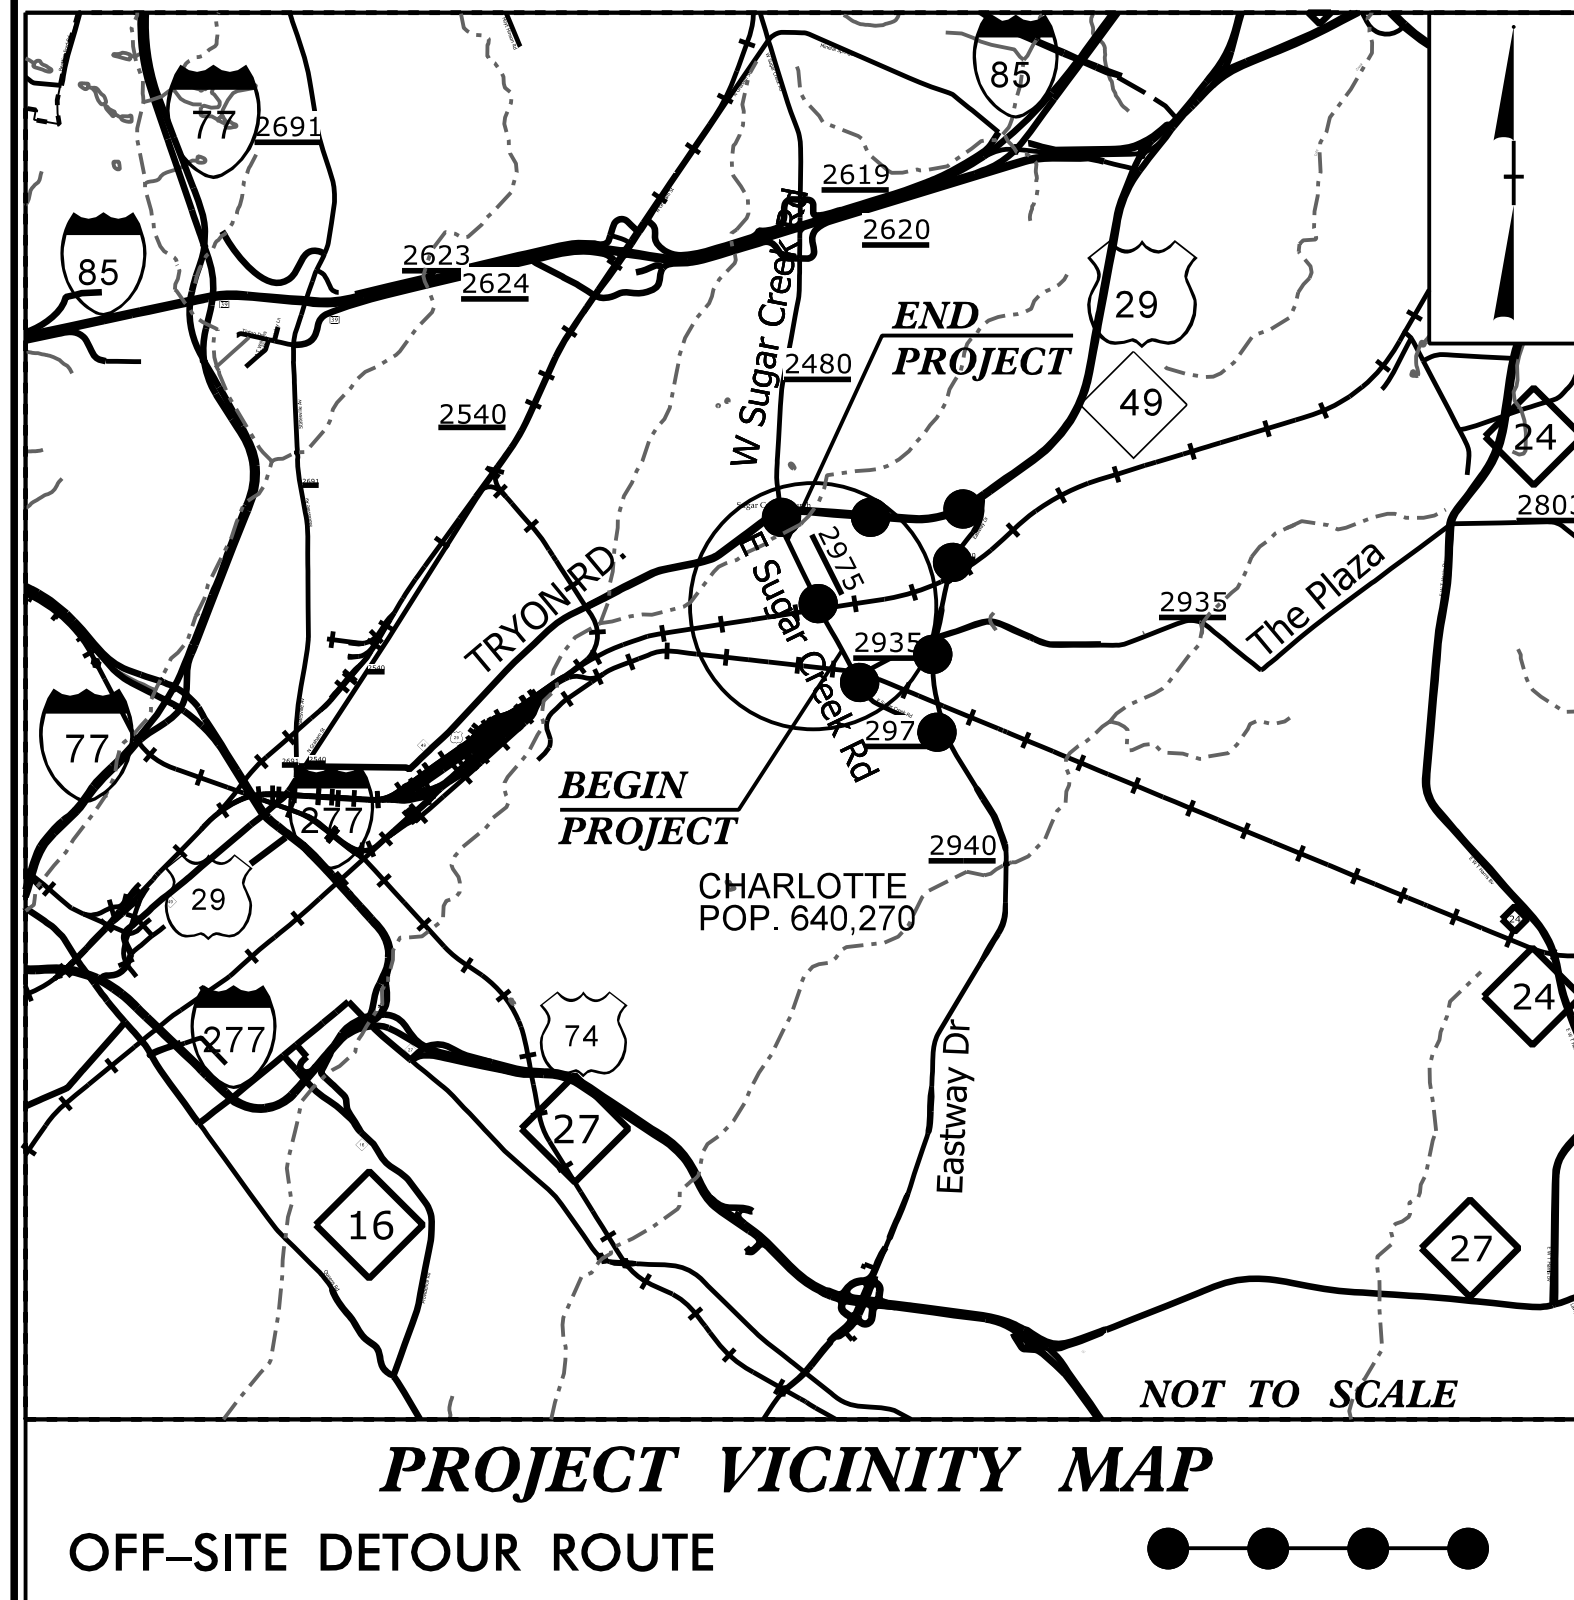 85
77
2691
2619
2620
2623
2624
85
W Sugar Creek Rd
END
PROJECT
29
2480
49
2540
24
2803
E Sugar Creek Rd
2975
TRYON RD.
The Plaza
2935
2935
77
297
BEGIN
PROJECT
277
2940
29
CHARLOTTE
POP. 640,270
24
24
277
74
Eastway Dr
27
16
27
NOT TO SCALE
PROJECT VICINITY MAP
OFF–SITE DETOUR ROUTE